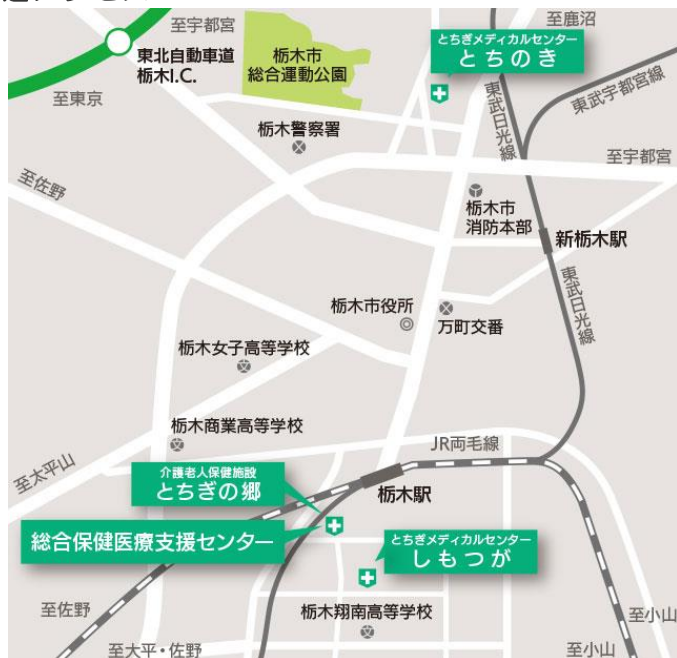 至宇都宮
至鹿沼
東北自動車道
栃木I.C.
栃木市
総合運動公園
とちぎメディカルセンター
とちのき
至東京
東武日光線
東武宇都宮線
栃木警察署
至宇都宮
至佐野
栃木市
消防本部
新栃木駅
東武日光線
栃木市役所
万町交番
栃木女子高等学校
栃木商業高等学校
JR両毛線
至太平山
介護老人保健施設
とちぎの郷
栃木駅
総合保健医療支援センター
とちぎメディカルセンター
しもつが
至佐野
栃木翔南高等学校
至小山
至大平・佐野
至小山